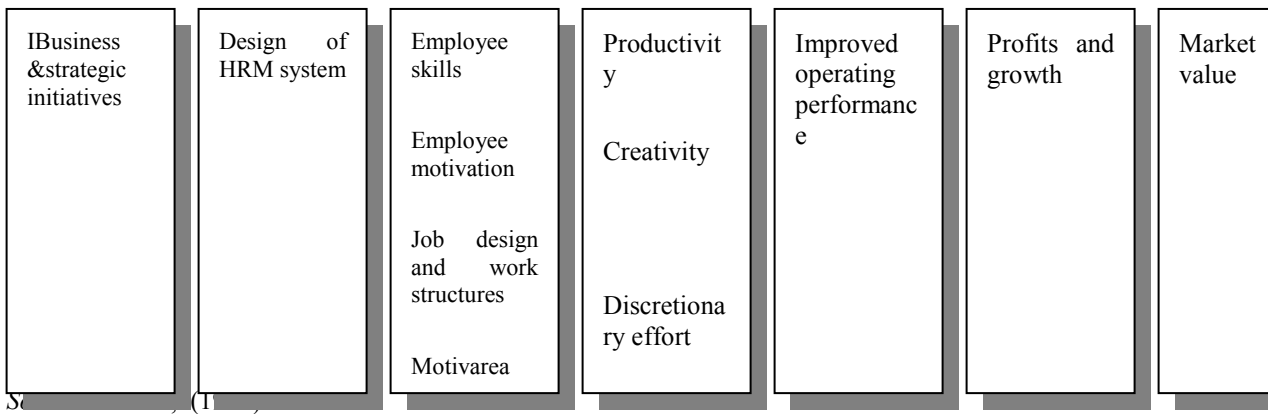 IBusiness
&strategic
initiatives
Design of
HRM system
Employee
skills
Employee
motivation
Job design
and work
structures
Motivarea
Productivit
y
Creativity
Discretiona
ry effort
Improved
operating
performanc
e
Profits and
growth
Market
value